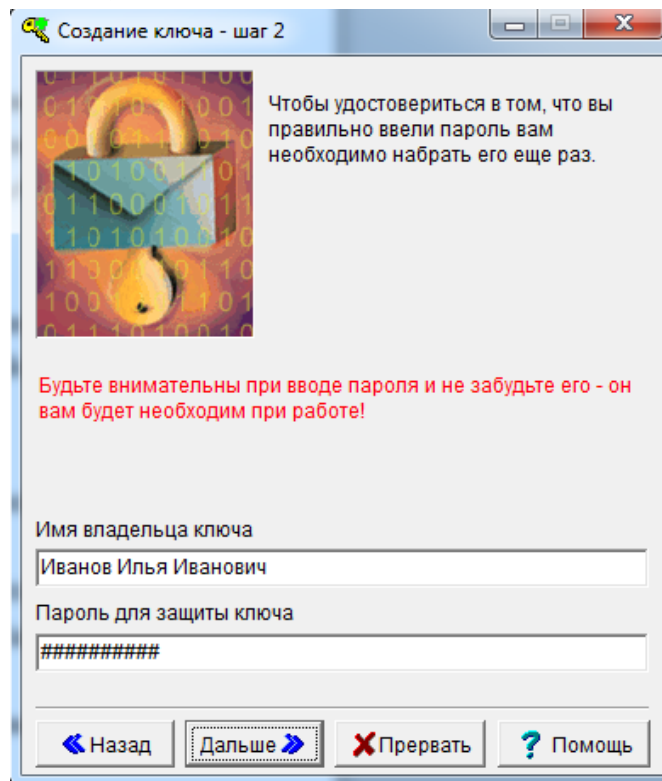 Создание ключа - шаг 2
Чтобы удостовериться в том, что вы
правильно ввели пароль вам
необходимо набрать его еще раз.
Будьте внимательны при вводе пароля и не забудьте его - он
вам будет необходим при работе!
Имя владельца ключа
Иванов Илья Иванович
Пароль для защиты ключа
##########
Назад Дальше Прервать ? Помощь